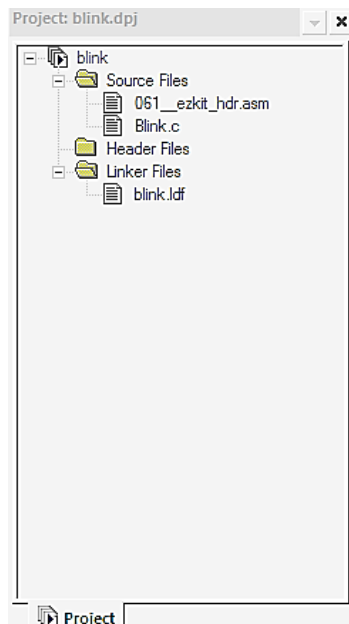 Project: blink.dpj
blink
Source Files
061__ezkit_hdr.asm
Blink.c
Header Files
Linker Files
blink.ldf
Project